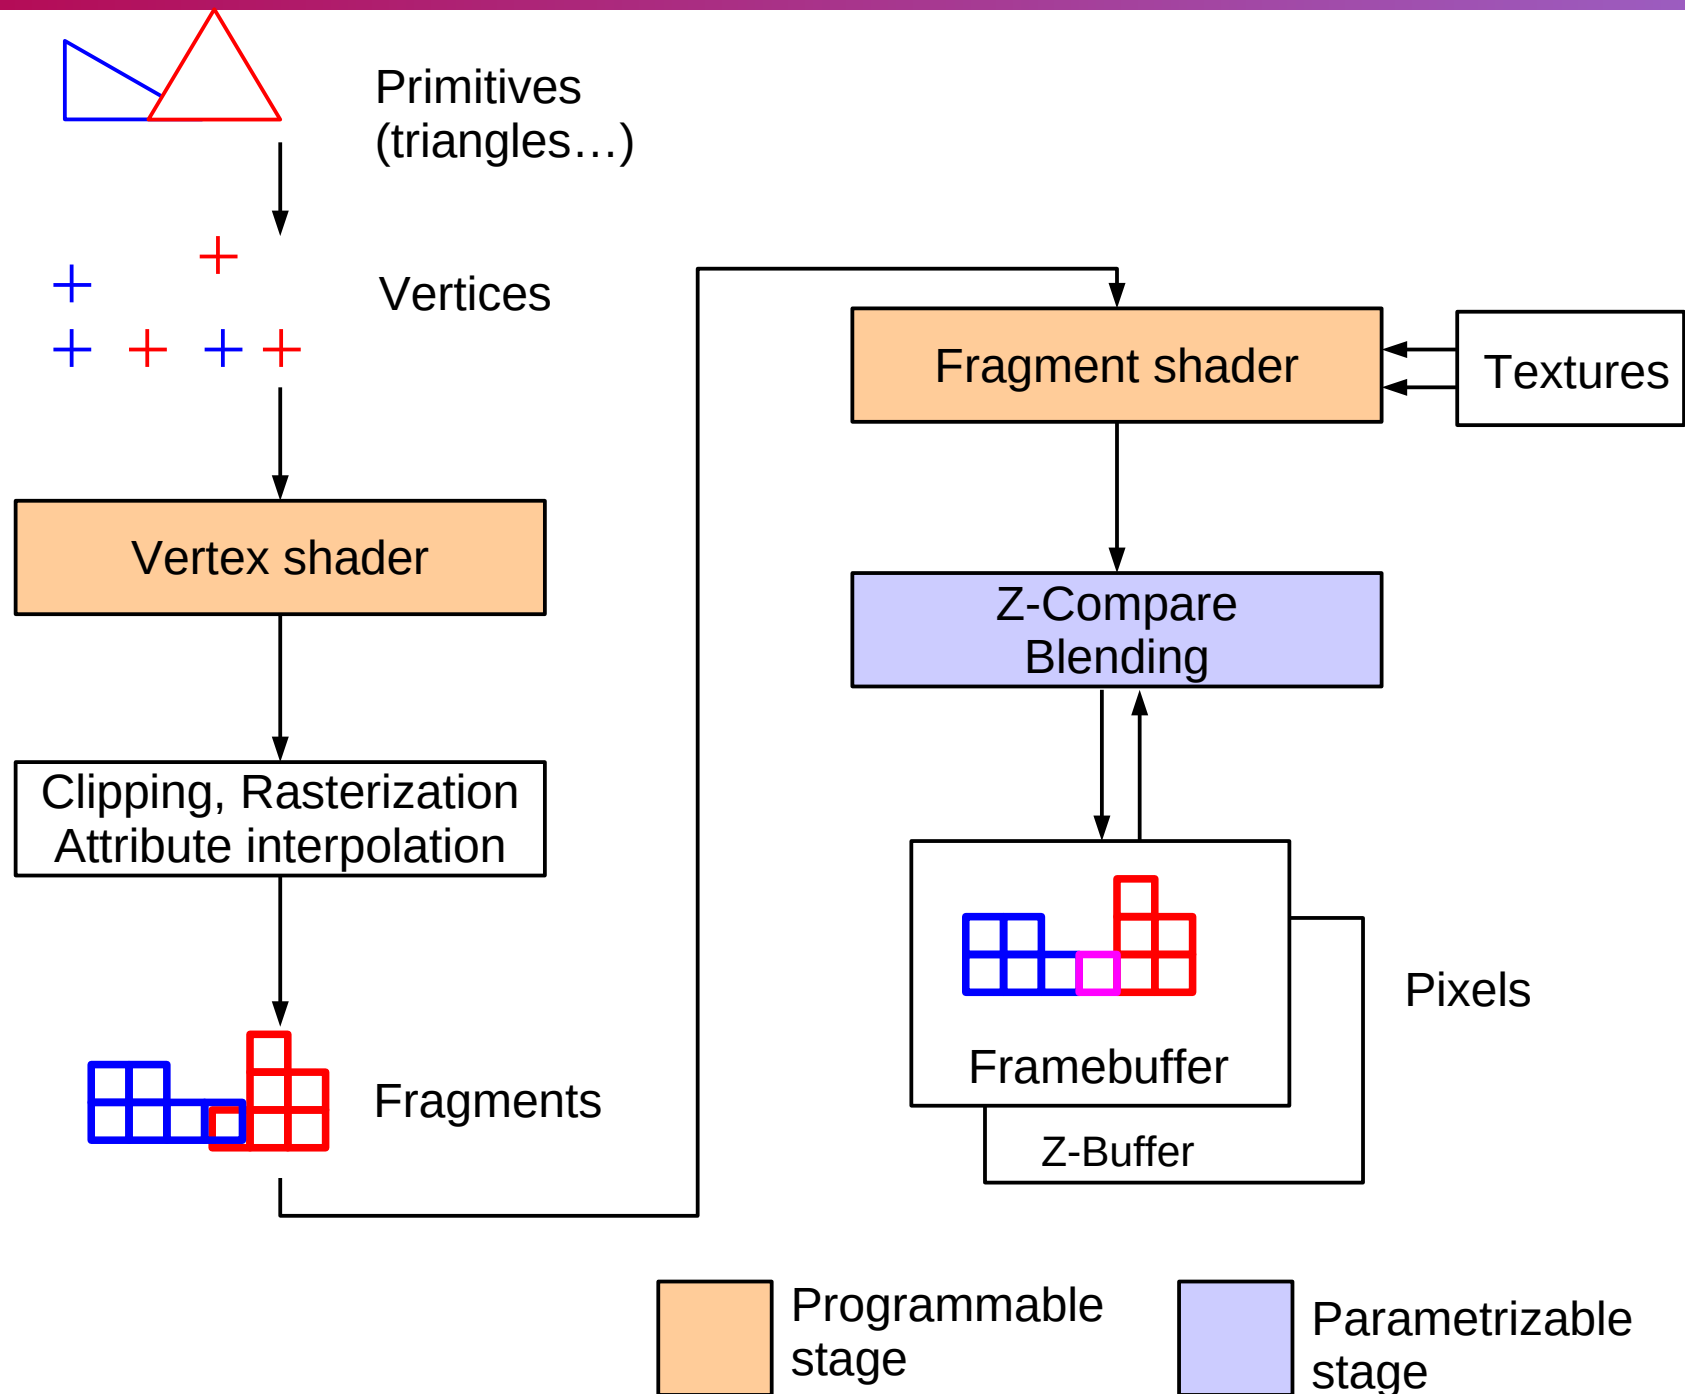 Primitives
(triangles…)
Vertices
Vertex shader
Clipping, Rasterization
Attribute interpolation
Fragments
Fragment shader
Textures
Z-Compare
Blending
Framebuffer
Z-Buffer
Pixels
Programmable
stage
Parametrizable
stage